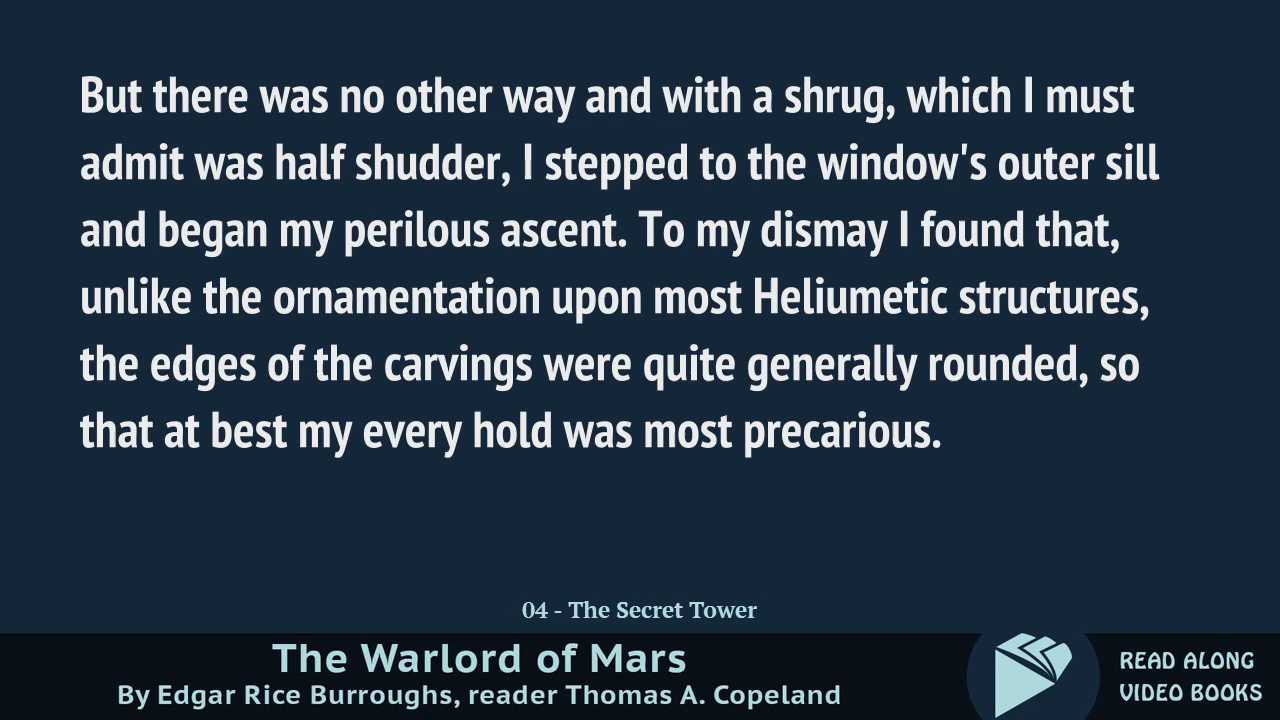 But there was no other way and with a shrug, which I must
admit was half shudder, I stepped to the window's outer sill
and began my perilous ascent. To my dismay I found that,
unlike the ornamentation upon most Heliumetic structures,
the edges of the carvings were quite generally rounded, so
that at best my every hold was most precarious.
04 - The Secret Tower
The Warlord of Mars
By Edgar Rice Burroughs, reader Thomas A. Copeland
READ ALONG
VIDEO BOOKS